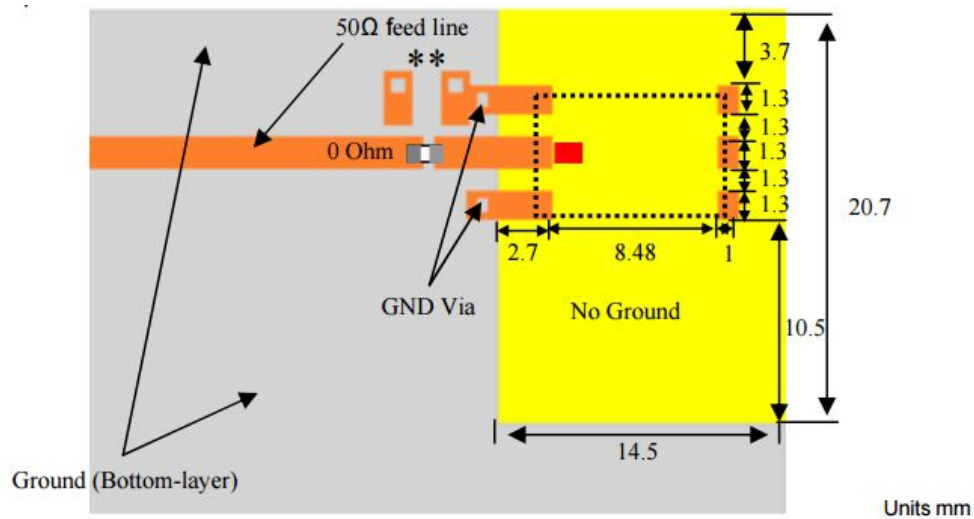 50Ω feed line
**
3.7
1.3
1.3
0 Ohm
1.3
1.3
1.3
20.7
2.7
8.48
1
GND Via
No Ground
10.5
14.5
Ground (Bottom-layer)
Units mm